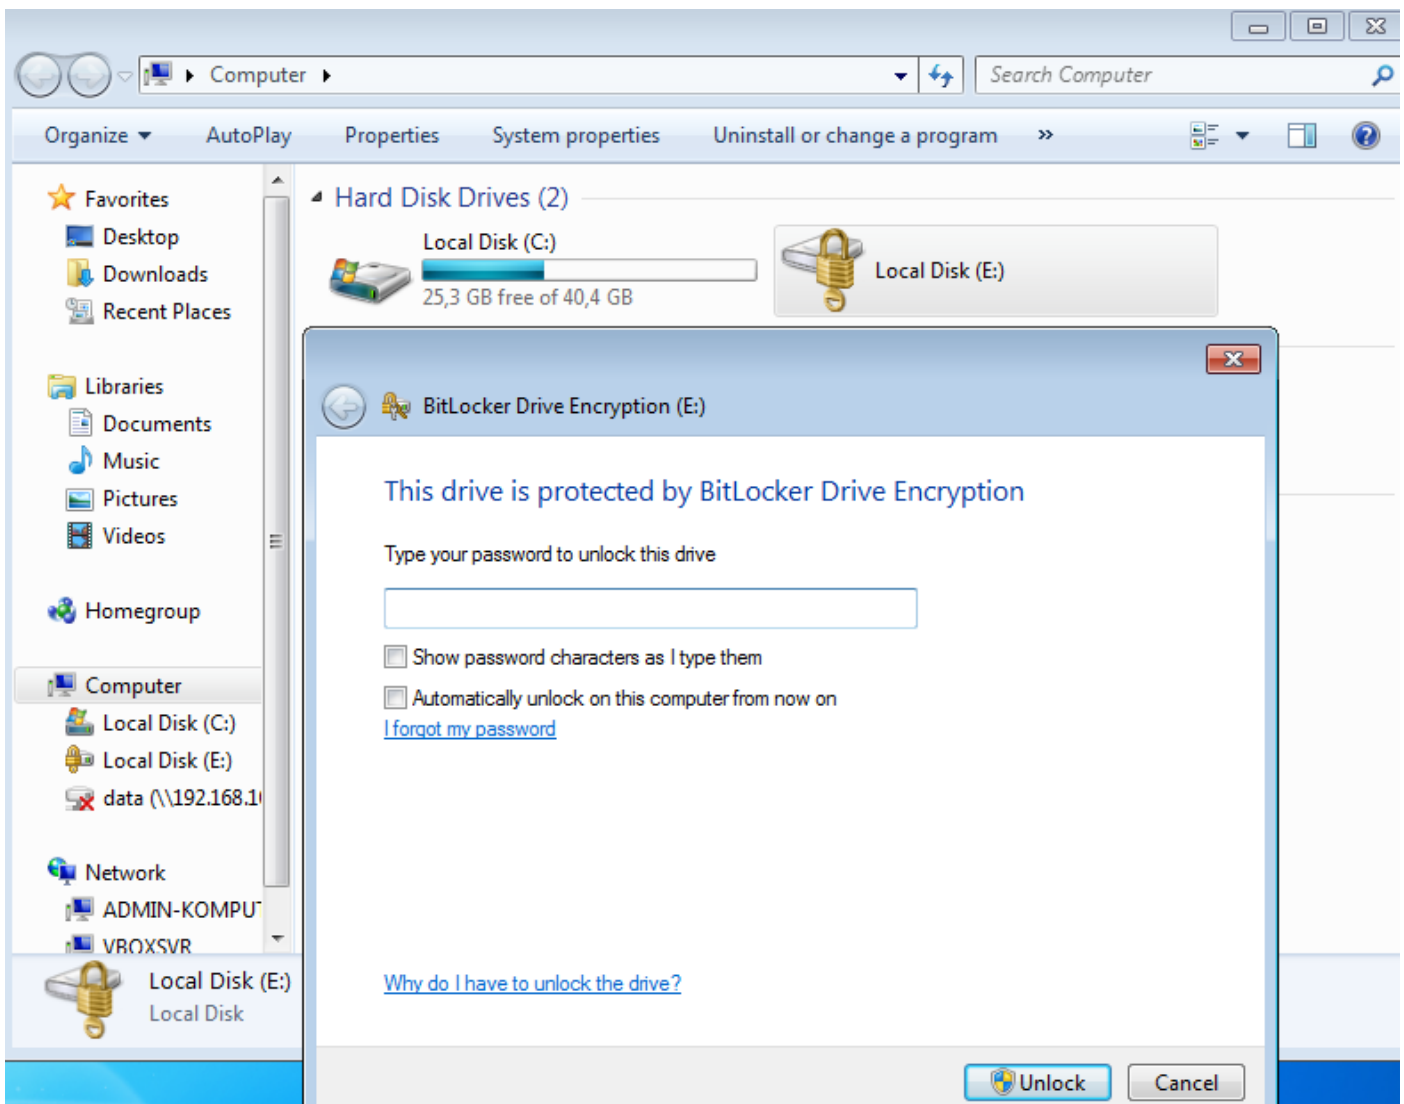 Computer
Search Computer
Organize
AutoPlay
Properties
System properties
Uninstall or change a program
»
Favorites
Desktop
Downloads
Recent Places
Libraries
Documents
Music
Pictures
Videos
Homegroup
Computer
Local Disk (C:)
Local Disk (E:)
data (\\192.168.1
Network
ADMIN-KOMPU
VBOXSVR
Hard Disk Drives (2)
Local Disk (C:)
25,3 GB free of 40,4 GB
Local Disk (E:)
BitLocker Drive Encryption (E:)
This drive is protected by BitLocker Drive Encryption
Type your password to unlock this drive
Show password characters as I type them
Automatically unlock on this computer from now on
I forgot my password
Why do I have to unlock the drive?
Unlock
Cancel
Local Disk (E:)
Local Disk